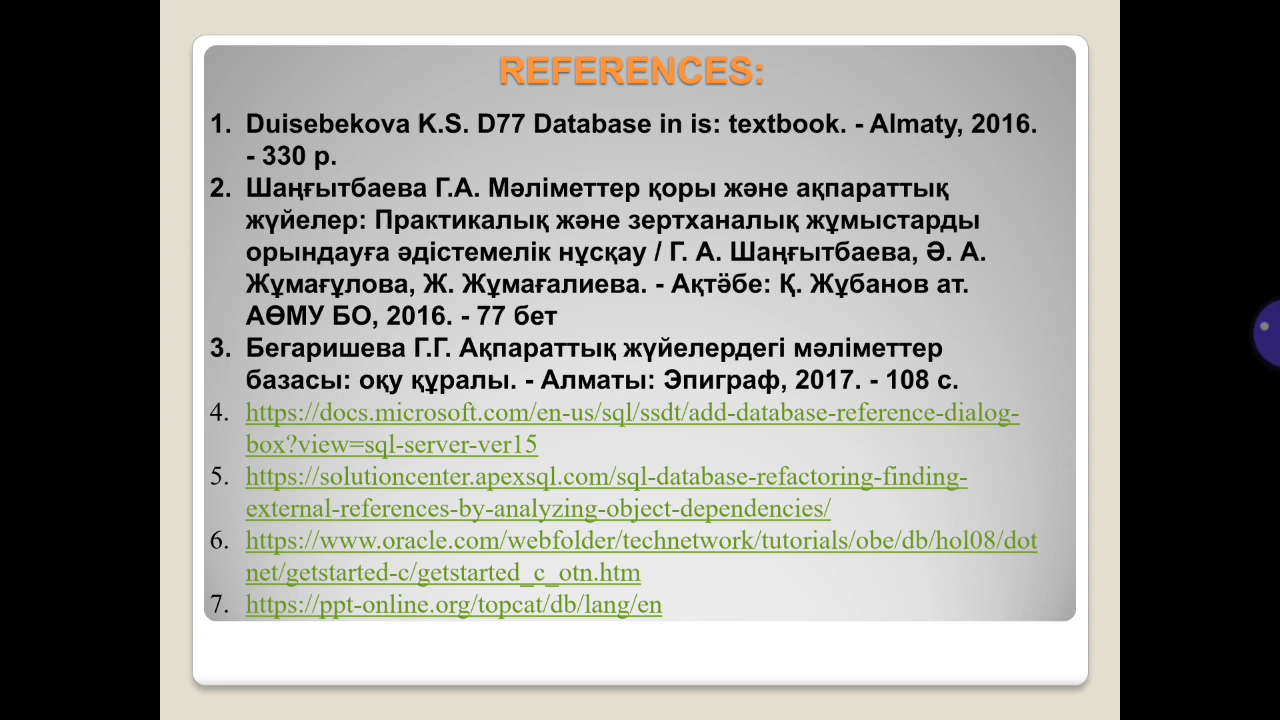 REFERENCES:
1. Duisebekova K.S. D77 Database in is: textbook. - Almaty, 2016.
- 330 p.
2. Шаңғытбаева Г.А. Мәліметтер қоры және ақпараттық
жүйелер: Практикалық және зертханалық жұмыстарды
орындауға әдістемелік нұсқау / Г. А. Шаңғытбаева, Ә. А.
Жұмағұлова, Ж. Жұмағалиева. - Ақтөбе: Қ. Жұбанов ат.
АӨМУ БО, 2016. - 77 бет
3. Бегаришева Г.Г. Ақпараттық жүйелердегі мәліметтер
базасы: оқу құралы. - Алматы: Эпиграф, 2017. - 108 с.
4. https://docs.microsoft.com/en-us/sql/ssdt/add-database-reference-dialog-
box?view=sql-server-ver15
5. https://solutioncenter.apexsql.com/sql-database-refactoring-finding-
external-references-by-analyzing-object-dependencies/
6. https://www.oracle.com/webfolder/technetwork/tutorials/obe/db/hol08/dot
net/getstarted-c/getstarted_c_otn.htm
7. https://ppt-online.org/topcat/db/lang/en